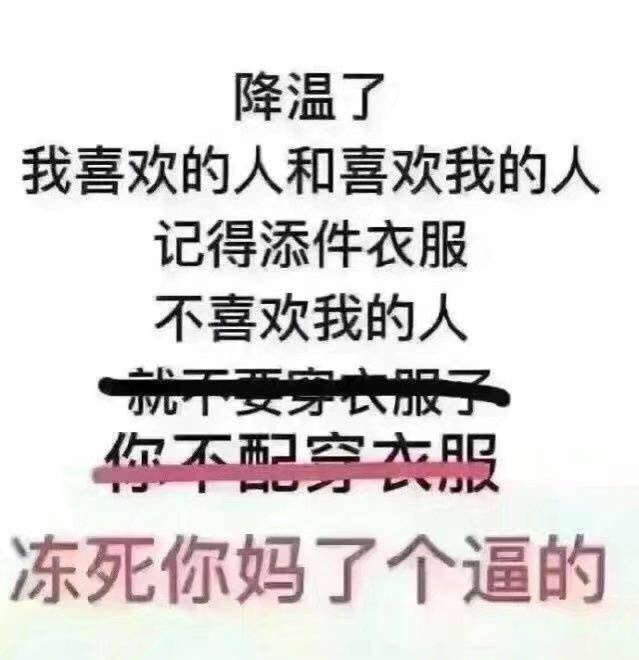 降温了
我喜欢的人和喜欢我的人
记得添件衣服
不喜欢我的人
就不要穿衣服了
你不配穿衣服
冻死你妈了个逼的